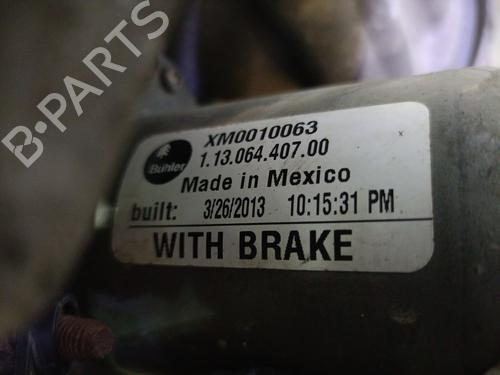 B-PARTS
XM0010063
Bühler
1.13.064.407.00
Made in Mexico
built: 3/26/2013 10:15:31 PM
WITH BRAKE